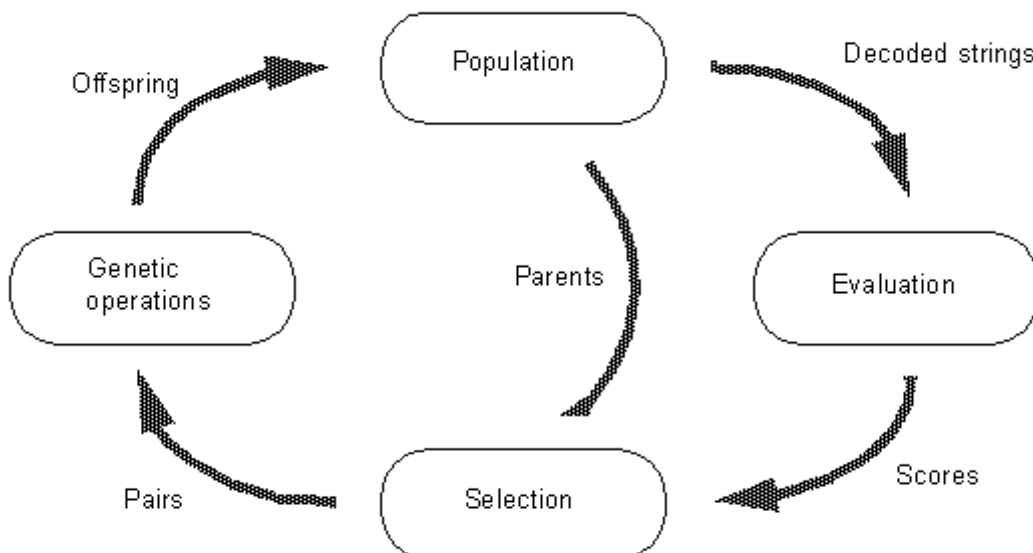 Population
Decoded strings
Offspring
Genetic
operations
Parents
Evaluation
Pairs
Selection
Scores